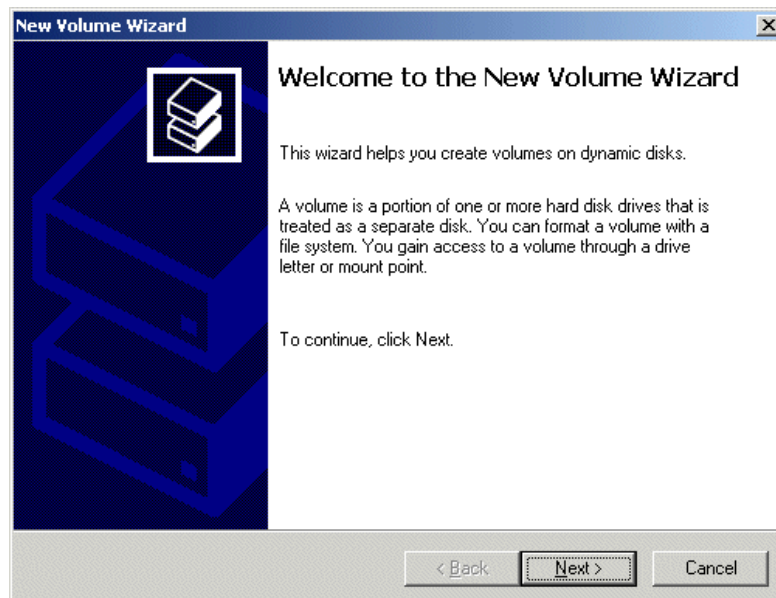 New Volume Wizard
Welcome to the New Volume Wizard
This wizard helps you create volumes on dynamic disks.
A volume is a portion of one or more hard disk drives that is
treated as a separate disk. You can format a volume with a
file system. You gain access to a volume through a drive
letter or mount point.
To continue, click Next.
< Back Next > Cancel